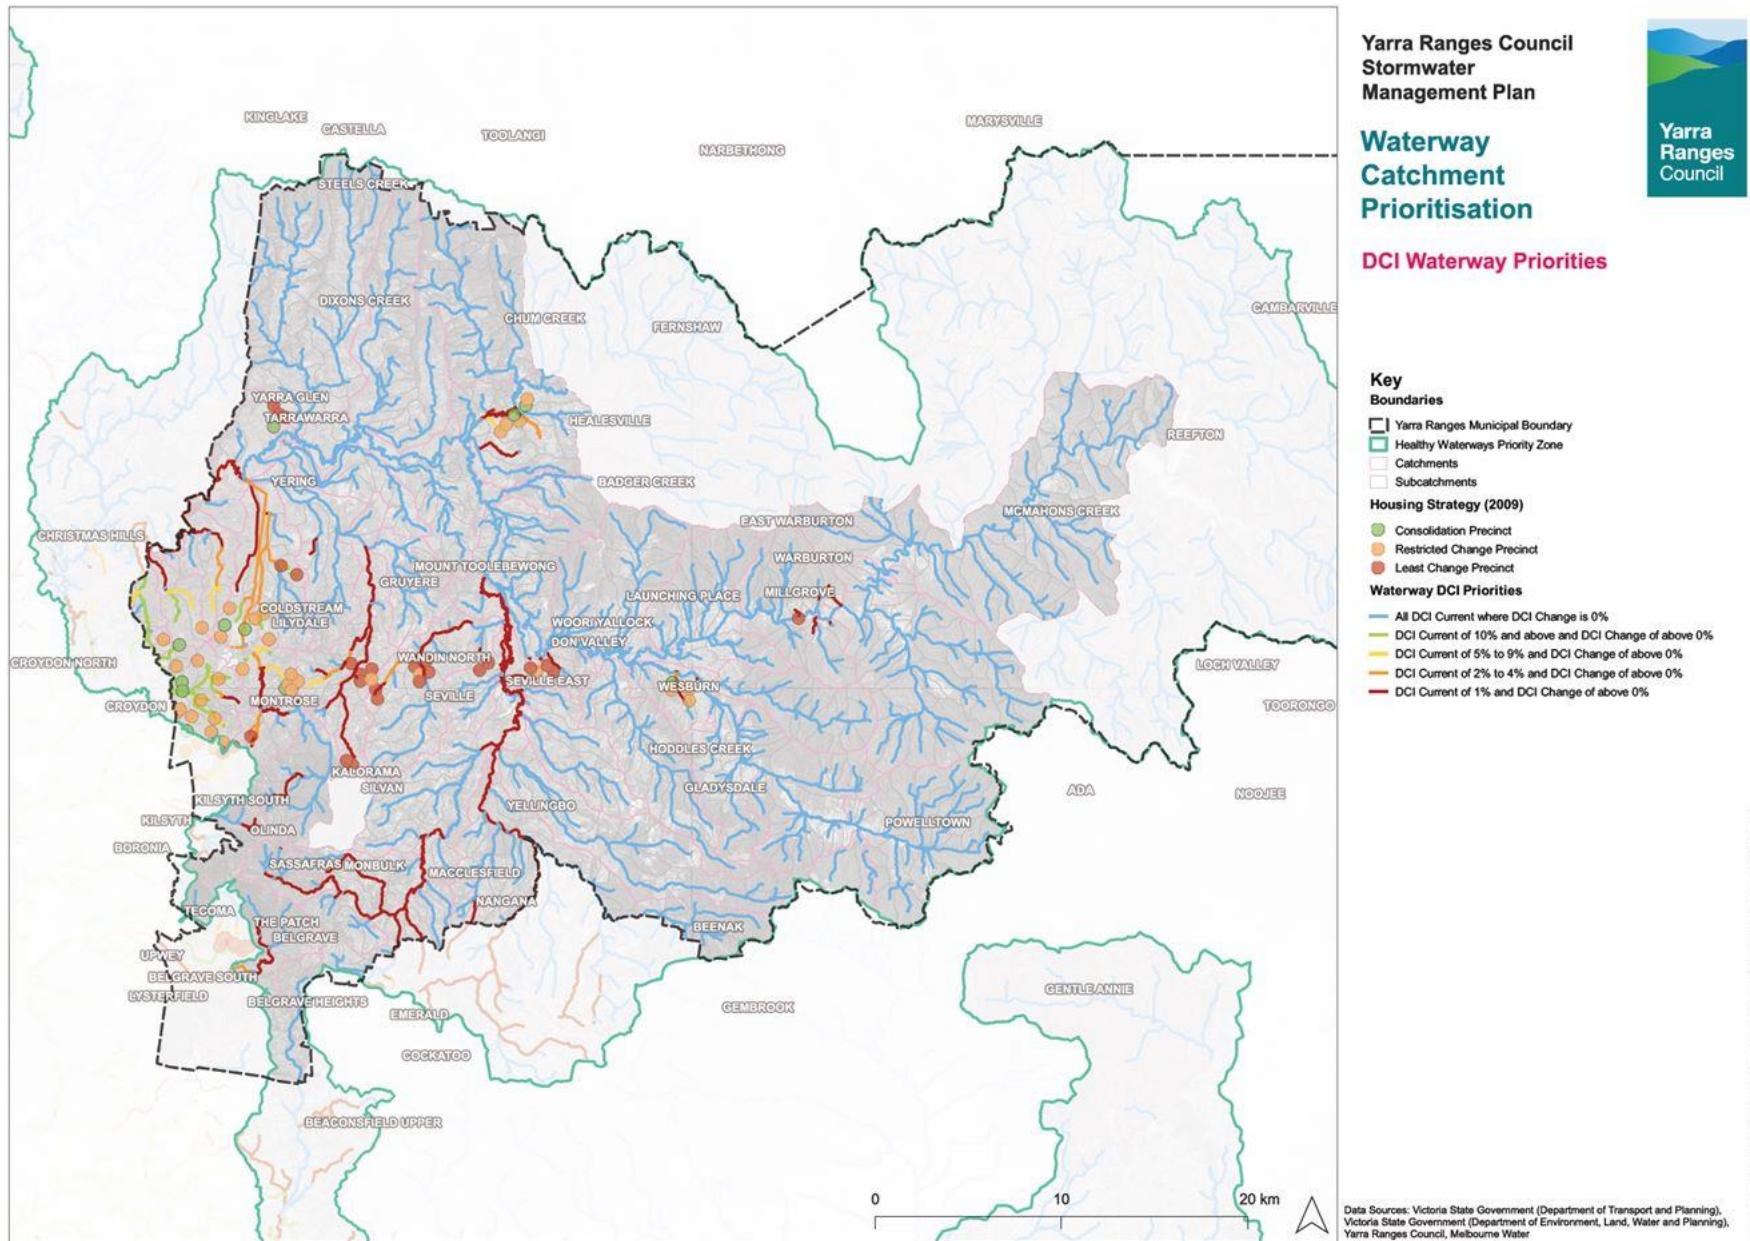 Yarra Ranges Council
Stormwater
Management Plan
Waterway
Catchment
Prioritisation
DCI Waterway Priorities
Yarra
Ranges
Council
Key
Boundaries
Yarra Ranges Municipal Boundary
Healthy Waterways Priority Zone
Catchments
Subcatchments
Housing Strategy (2009)
Consolidation Precinct
Restricted Change Precinct
Least Change Precinct
Waterway DCI Priorities
All DCI Current where DCI Change is 0%
DCI Current of 10% and above and DCI Change of above 0%
DCI Current of 5% to 9% and DCI Change of above 0%
DCI Current of 2% to 4% and DCI Change of above 0%
DCI Current of 1% and DCI Change of above 0%
KINGLAKE
CASTELLA
TOOLANGI
NARBETHONG
MARYSVILLE
STEELS CREEK
DIXONS CREEK
CHUM CREEK
FERNSHAW
CAMBARVILLE
YARRA GLEN
TARRAWARRA
HEALESVILLE
REEFTON
YERING
BADGER CREEK
MCMAHONS CREEK
EAST WARBURTON
CHRISTMAS HILLS
WARBURTON
MOUNT TOOLEBEWONG
GRUYERE
LAUNCHING PLACE
MILLGROVE
COLDSTREAM
LILYDALE
WOORI YALLOCK
DON VALLEY
CROYDON NORTH
WANDIN NORTH
LOCH VALLEY
SEVILLE EAST
WESBURN
SEVILLE
MONTROSE
CROYDON
TOORONGO
HODDLES CREEK
KALORAMA
SILVAN
GLADYSDALE
ADA
NOOJEE
KILSYTH SOUTH
YELLINGBO
KILSYTH
OLINDA
POWELLTOWN
BORONIA
SASSAFRAS
MONBULK
MACCLESFIELD
NANGANA
TECOMA
THE PATCH
BELGRAVE
BEENAK
UPWEY
BELGRAVE SOUTH
LYSTERFIELD
BELGRAVE HEIGHTS
GENTLE ANNIE
EMERALD
GEMBROOK
COCKATOO
BEACONSFIELD UPPER
0 10 20 km
Data Sources: Victoria State Government (Department of Transport and Planning),
Victoria State Government (Department of Environment, Land, Water and Planning),
Yarra Ranges Council, Melbourne Water